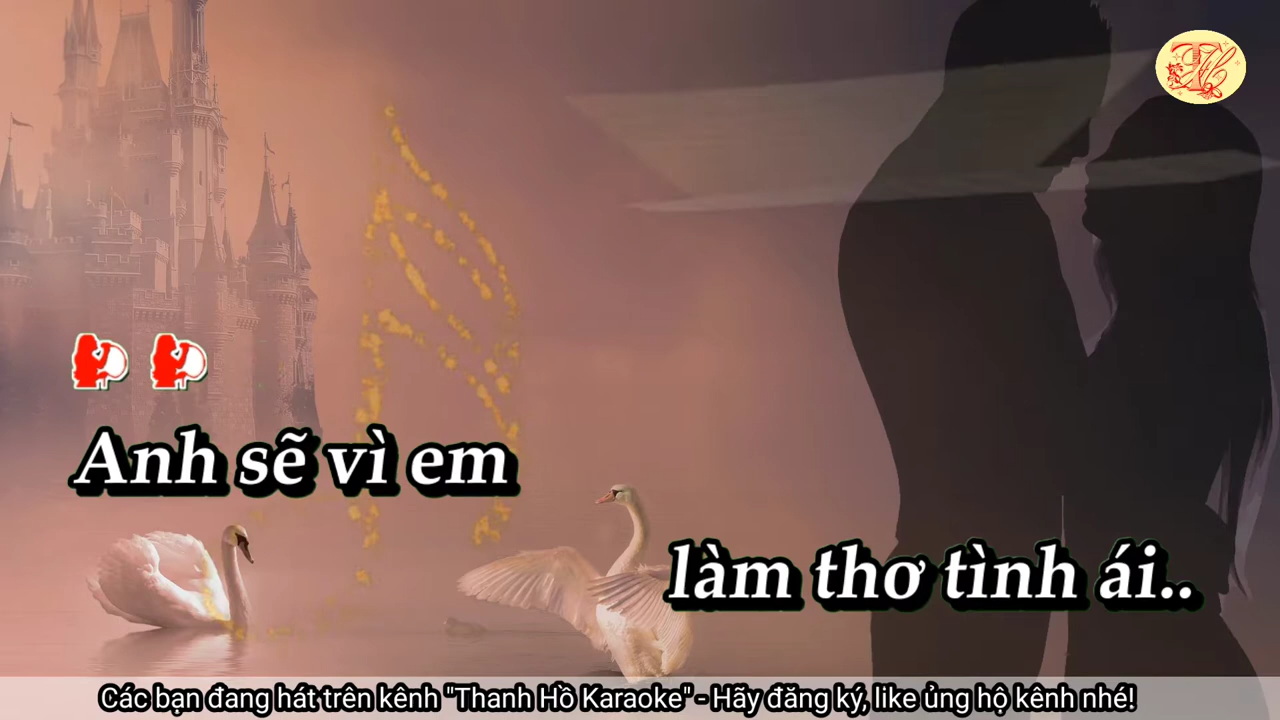 Anh sẽ vì em
làm thơ tình ái..
Các bạn đang hát trên kênh "Thanh Hồ Karaoke" - Hãy đăng ký, like ủng hộ kênh nhé!